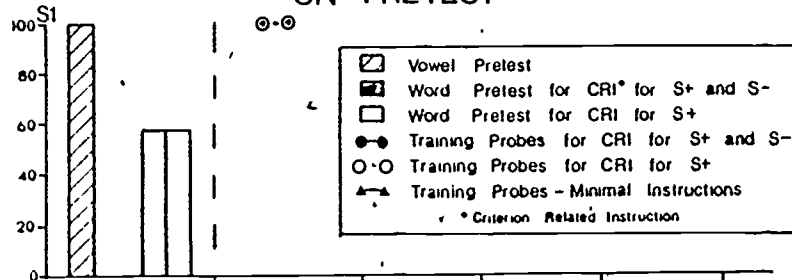 ON PRETEST
S1
100
80
60
40
20
0
Vowel Pretest
Word Pretest for CRI* for S+ and S-
Word Pretest for CRI for S+
Training Probes for CRI for S+ and S-
Training Probes for CRI for S+
Training Probes - Minimal Instructions
* Criterion Related Instruction